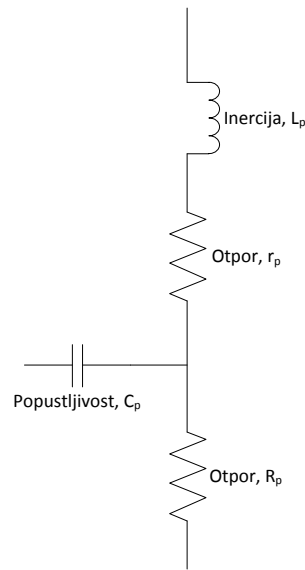 Inercija, Lₚ
Otpor, rₚ
Popustljivost, Cₚ
Otpor, Rₚ